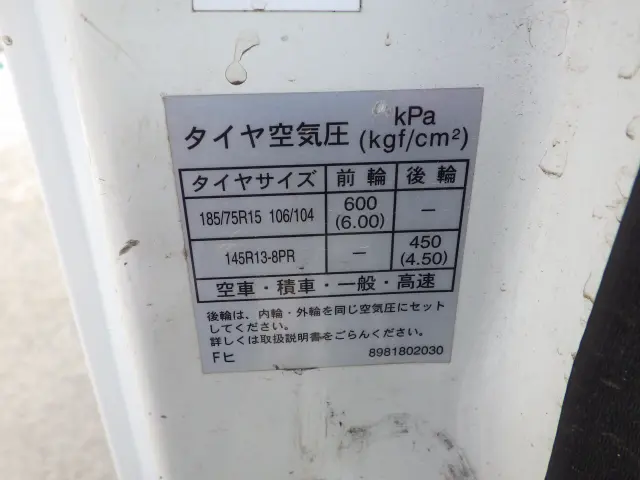 タイヤ空気圧 kPa (kgf/cm²)
タイヤサイズ 前輪 後輪
185/75R15 106/104 600 (6.00) —
145R13-8PR — 450 (4.50)
空車・積車・一般・高速
後輪は、内輪・外輪を同じ空気圧にセット
してください。
詳しくは取扱説明書をごらんください。
Fヒ 8981802030